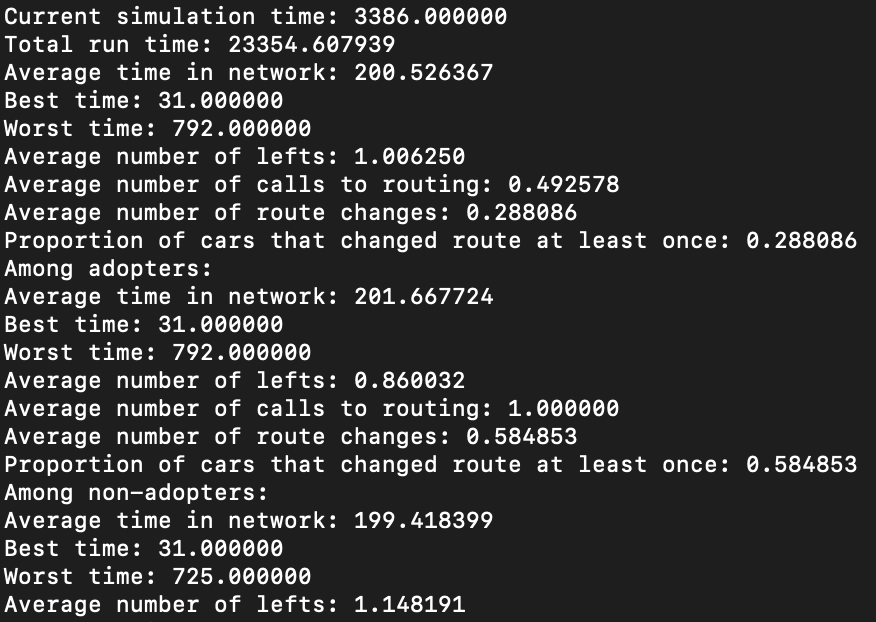 Current simulation time: 3386.000000
Total run time: 23354.607939
Average time in network: 200.526367
Best time: 31.000000
Worst time: 792.000000
Average number of lefts: 1.006250
Average number of calls to routing: 0.492578
Average number of route changes: 0.288086
Proportion of cars that changed route at least once: 0.288086
Among adopters:
Average time in network: 201.667724
Best time: 31.000000
Worst time: 792.000000
Average number of lefts: 0.860032
Average number of calls to routing: 1.000000
Average number of route changes: 0.584853
Proportion of cars that changed route at least once: 0.584853
Among non-adopters:
Average time in network: 199.418399
Best time: 31.000000
Worst time: 725.000000
Average number of lefts: 1.148191